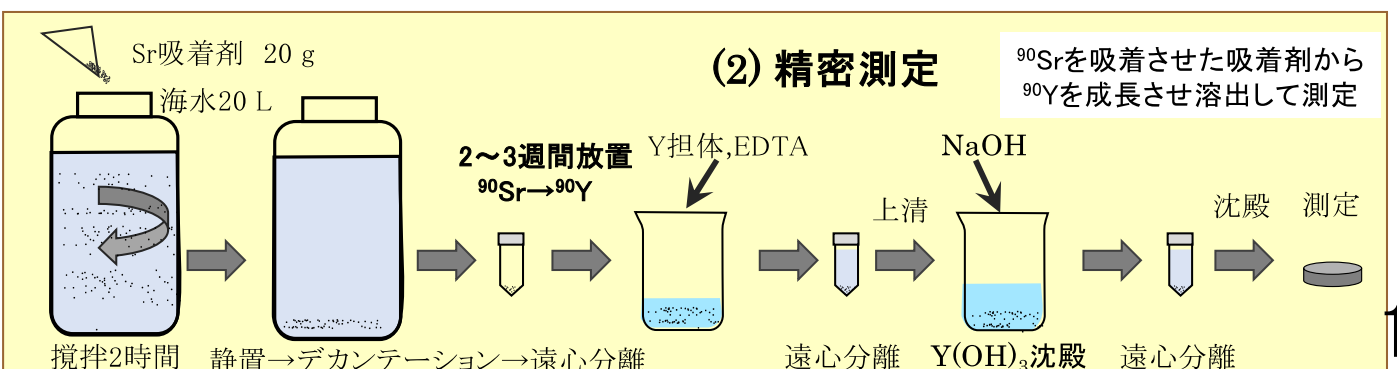 Sr吸着剤 20 g
(2) 精密測定
⁹⁰Srを吸着させた吸着剤から
⁹⁰Yを成長させ溶出して測定
海水20 L
2〜3週間放置
⁹⁰Sr→⁹⁰Y
Y担体,EDTA
NaOH
上清
沈殿
測定
攪拌2時間
静置→デカンテーション→遠心分離
遠心分離
Y(OH)₃沈殿
遠心分離